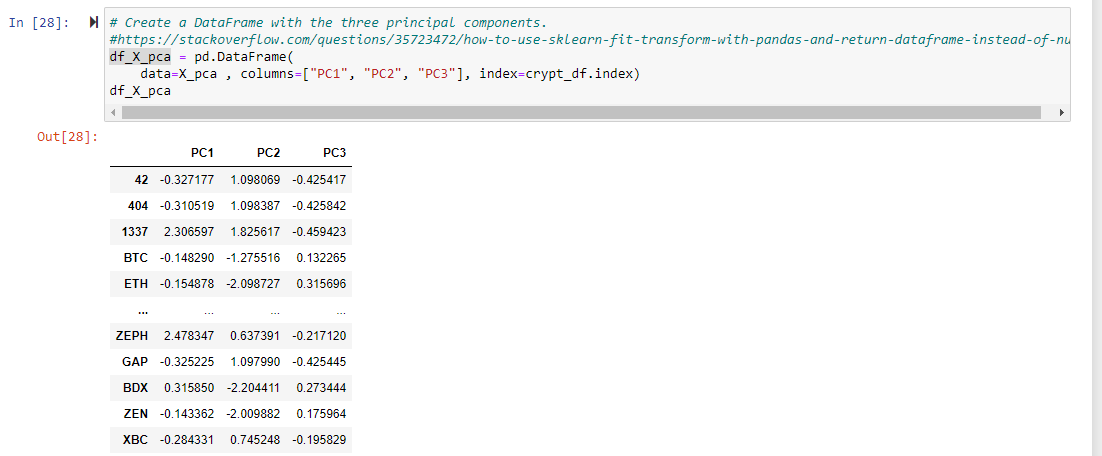 In [28]:
# Create a DataFrame with the three principal components.
#https://stackoverflow.com/questions/35723472/how-to-use-sklearn-fit-transform-with-pandas-and-return-dataframe-instead-of-nu
df_X_pca = pd.DataFrame(
    data=X_pca , columns=["PC1", "PC2", "PC3"], index=crypt_df.index)
df_X_pca
Out[28]:
PC1 PC2 PC3
42 -0.327177 1.098069 -0.425417
404 -0.310519 1.098387 -0.425842
1337 2.306597 1.825617 -0.459423
BTC -0.148290 -1.275516 0.132265
ETH -0.154878 -2.098727 0.315696
... ... ... ...
ZEPH 2.478347 0.637391 -0.217120
GAP -0.325225 1.097990 -0.425445
BDX 0.315850 -2.204411 0.273444
ZEN -0.143362 -2.009882 0.175964
XBC -0.284331 0.745248 -0.195829